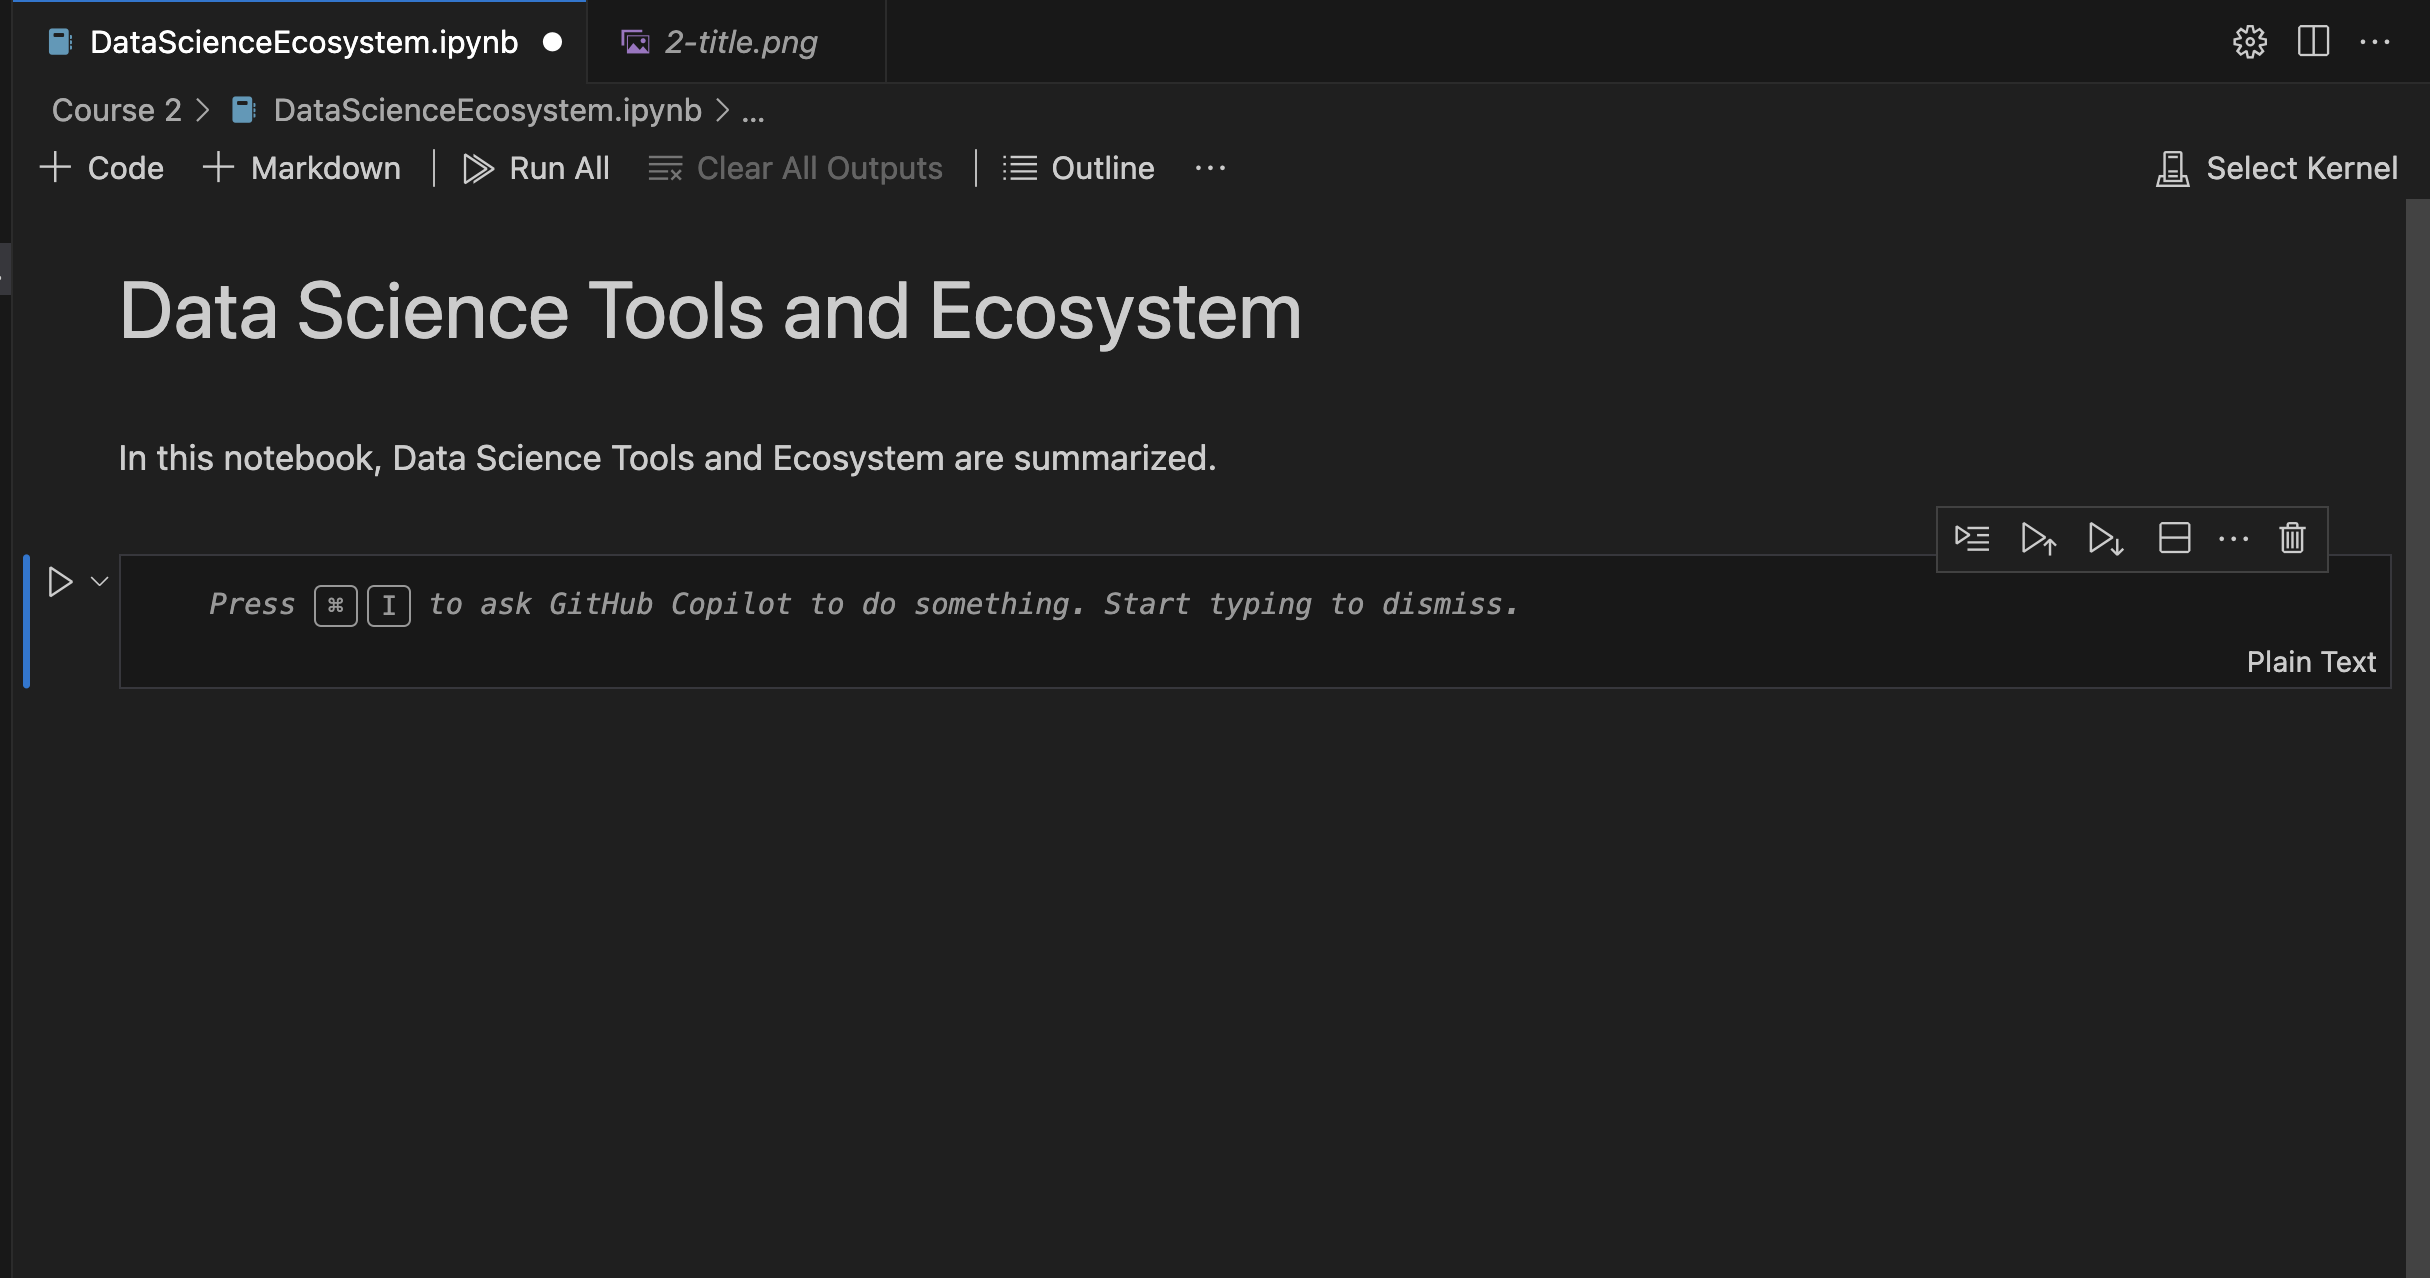 DataScienceEcosystem.ipynb
2-title.png
Course 2 > DataScienceEcosystem.ipynb > ...
Code
Markdown
Run All
Clear All Outputs
Outline
Select Kernel
Data Science Tools and Ecosystem
In this notebook, Data Science Tools and Ecosystem are summarized.
Press ⌘ I to ask GitHub Copilot to do something. Start typing to dismiss.
Plain Text